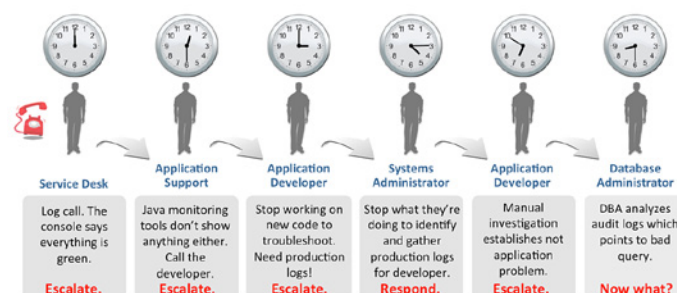 Service Desk
Log call. The
console says
everything is
green.
Escalate.
Application
Support
Java monitoring
tools don't show
anything either.
Call the
developer.
Escalate.
Application
Developer
Stop working on
new code to
troubleshoot.
Need production
logs!
Escalate.
Systems
Administrator
Stop what they're
doing to identify
and gather
production logs
for developer.
Respond.
Application
Developer
Manual
investigation
establishes not
application
problem.
Escalate.
Database
Administrator
DBA analyzes
audit logs which
points to bad
query.
Now what?